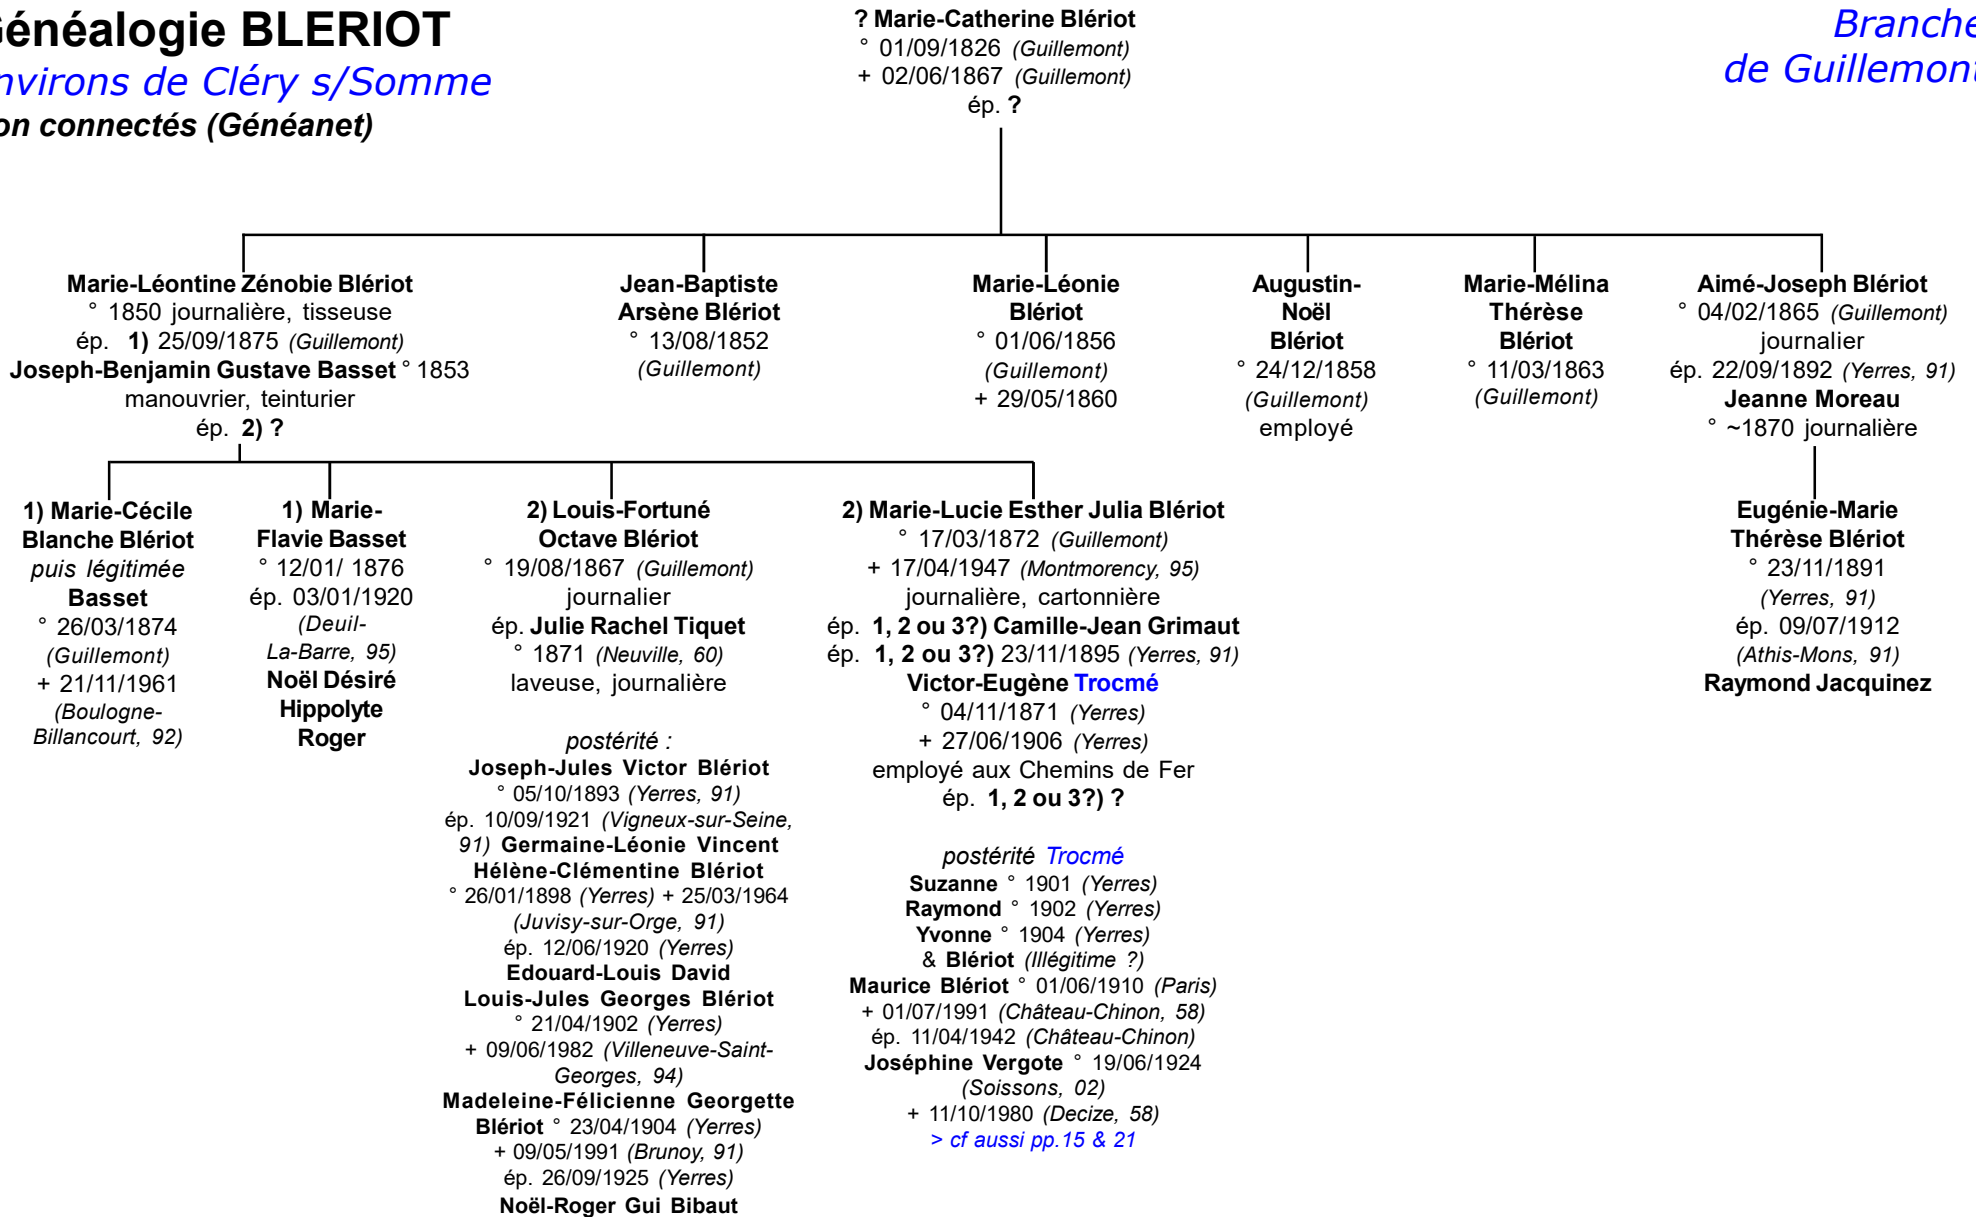 Généalogie BLERIOT
nvirons de Cléry s/Somme
on connectés (Généanet)
? Marie-Catherine Blériot
° 01/09/1826 (Guillemont)
+ 02/06/1867 (Guillemont)
ép. ?
Branche
de Guillemont
Marie-Léontine Zénobie Blériot
° 1850 journalière, tisseuse
ép. 1) 25/09/1875 (Guillemont)
Joseph-Benjamin Gustave Basset ° 1853
manouvrier, teinturier
ép. 2) ?
Jean-Baptiste
Arsène Blériot
° 13/08/1852
(Guillemont)
Marie-Léonie
Blériot
° 01/06/1856
(Guillemont)
+ 29/05/1860
Augustin-
Noël
Blériot
° 24/12/1858
(Guillemont)
employé
Marie-Mélina
Thérèse
Blériot
° 11/03/1863
(Guillemont)
Aimé-Joseph Blériot
° 04/02/1865 (Guillemont)
journalier
ép. 22/09/1892 (Yerres, 91)
Jeanne Moreau
° ~1870 journalière
1) Marie-Cécile
Blanche Blériot
puis légitimée
Basset
° 26/03/1874
(Guillemont)
+ 21/11/1961
(Boulogne-
Billancourt, 92)
1) Marie-
Flavie Basset
° 12/01/ 1876
ép. 03/01/1920
(Deuil-
La-Barre, 95)
Noël Désiré
Hippolyte
Roger
2) Louis-Fortuné
Octave Blériot
° 19/08/1867 (Guillemont)
journalier
ép. Julie Rachel Tiquet
° 1871 (Neuville, 60)
laveuse, journalière
postérité :
Joseph-Jules Victor Blériot
° 05/10/1893 (Yerres, 91)
ép. 10/09/1921 (Vigneux-sur-Seine,
91) Germaine-Léonie Vincent
Hélène-Clémentine Blériot
° 26/01/1898 (Yerres) + 25/03/1964
(Juvisy-sur-Orge, 91)
ép. 12/06/1920 (Yerres)
Edouard-Louis David
Louis-Jules Georges Blériot
° 21/04/1902 (Yerres)
+ 09/06/1982 (Villeneuve-Saint-
Georges, 94)
Madeleine-Félicienne Georgette
Blériot ° 23/04/1904 (Yerres)
+ 09/05/1991 (Brunoy, 91)
ép. 26/09/1925 (Yerres)
Noël-Roger Gui Bibaut
2) Marie-Lucie Esther Julia Blériot
° 17/03/1872 (Guillemont)
+ 17/04/1947 (Montmorency, 95)
journalière, cartonnière
ép. 1, 2 ou 3?) Camille-Jean Grimaut
ép. 1, 2 ou 3?) 23/11/1895 (Yerres, 91)
Victor-Eugène Trocmé
° 04/11/1871 (Yerres)
+ 27/06/1906 (Yerres)
employé aux Chemins de Fer
ép. 1, 2 ou 3?) ?
postérité Trocmé
Suzanne ° 1901 (Yerres)
Raymond ° 1902 (Yerres)
Yvonne ° 1904 (Yerres)
& Blériot (Illégitime ?)
Maurice Blériot ° 01/06/1910 (Paris)
+ 01/07/1991 (Château-Chinon, 58)
ép. 11/04/1942 (Château-Chinon)
Joséphine Vergote ° 19/06/1924
(Soissons, 02)
+ 11/10/1980 (Decize, 58)
> cf aussi pp.15 & 21
Eugénie-Marie
Thérèse Blériot
° 23/11/1891
(Yerres, 91)
ép. 09/07/1912
(Athis-Mons, 91)
Raymond Jacquinez